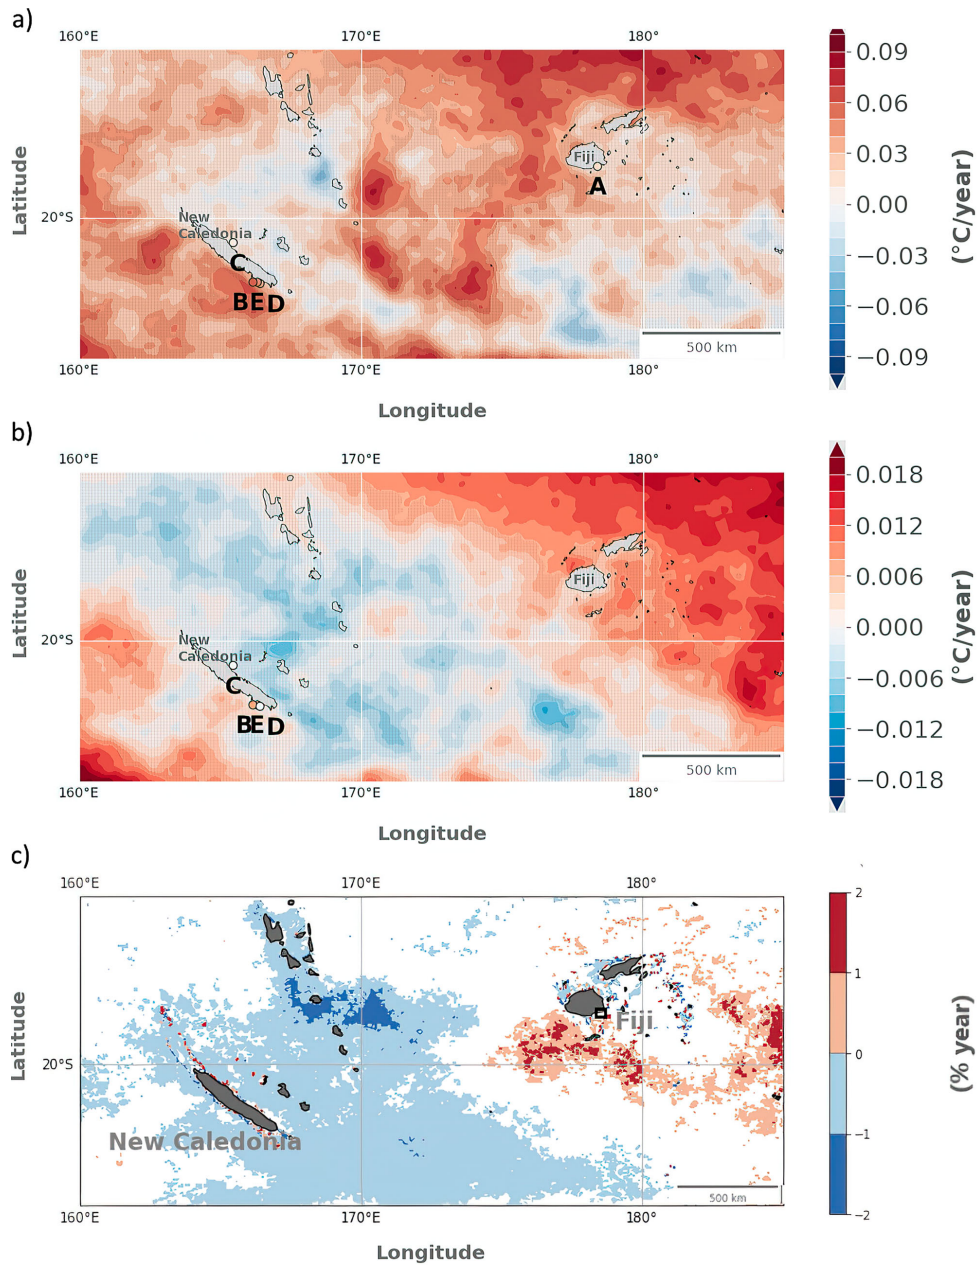 a)
160°E 170°E 180°
Latitude
20°S
New
Caledonia
Fiji
A
C
BED
500 km
160°E 170°E 180°
Longitude
0.09
0.06
0.03
0.00
−0.03
−0.06
−0.09
(°C/year)
b)
160°E 170°E 180°
Latitude
20°S
New
Caledonia
Fiji
C
BED
500 km
160°E 170°E 180°
Longitude
0.018
0.012
0.006
0.000
−0.006
−0.012
−0.018
(°C/year)
c)
160°E 170°E 180°
Latitude
20°S
Fiji
New Caledonia
500 km
160°E 170°E 180°
Longitude
2
1
0
−1
−2
(% year)